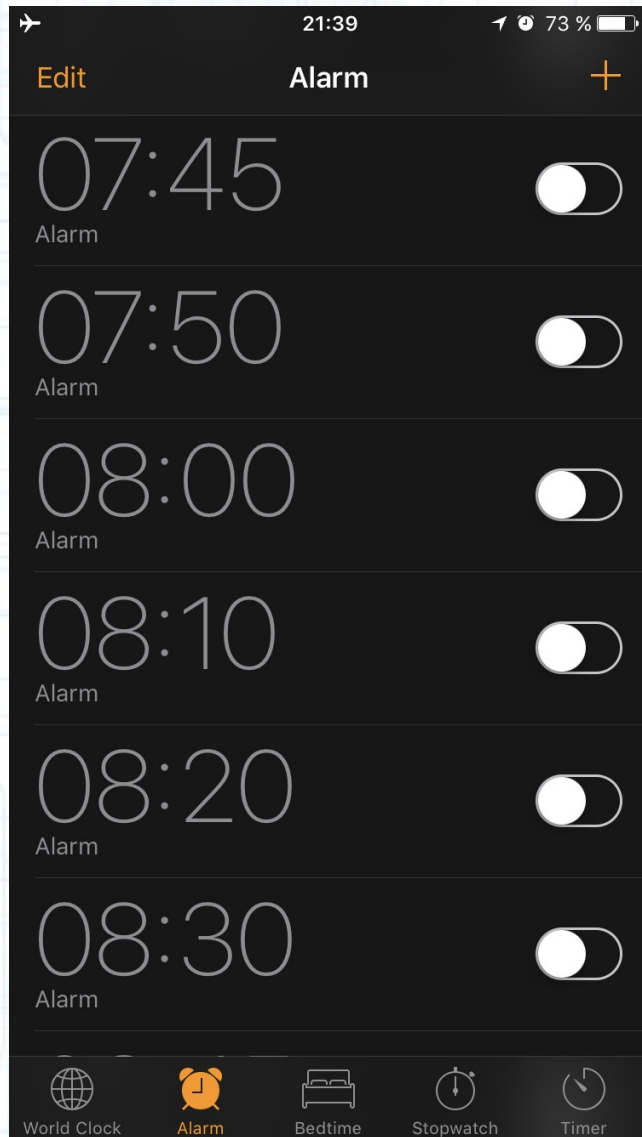 21:39 73 %
Edit Alarm +
07:45
Alarm
07:50
Alarm
08:00
Alarm
08:10
Alarm
08:20
Alarm
08:30
Alarm
World Clock Alarm Bedtime Stopwatch Timer